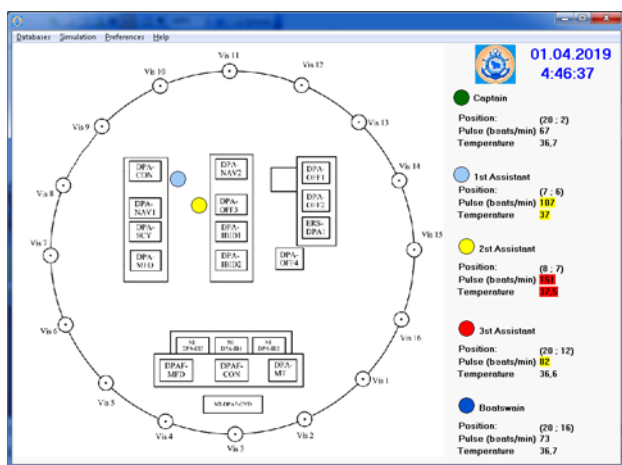 Databases Simulation Preferences Help
01.04.2019
4:46:37
Captain
Position: (20 ; 2)
Pulse (beats/min) 67
Temperature 36,7
1st Assistant
Position: (7 ; 6)
Pulse (beats/min) 107
Temperature 37
2st Assistant
Position: (8 ; 7)
Pulse (beats/min) 151
Temperature 37,5
3st Assistant
Position: (20 ; 12)
Pulse (beats/min) 82
Temperature 36,6
Boatswain
Position: (20 ; 16)
Pulse (beats/min) 73
Temperature 36,7
Vis 11
Vis 10
Vis 12
Vis 9
Vis 13
Vis 8
Vis 14
Vis 7
Vis 15
Vis 6
Vis 16
Vis 5
Vis 1
Vis 4
Vis 3
Vis 2
DPA-
CON
DPA-
NAV1
DPA-
SCY
DPA-
MFD
DPA
NAV2
DPA-
OFF3
DPA-
IBID1
DPA-
IBID2
DPA-
OFF1
DPA-
OFF2
ERS-
DPA1
DPA-
OFF4
DPAF-
MFD
DPAF-
CON
DPA-
MT